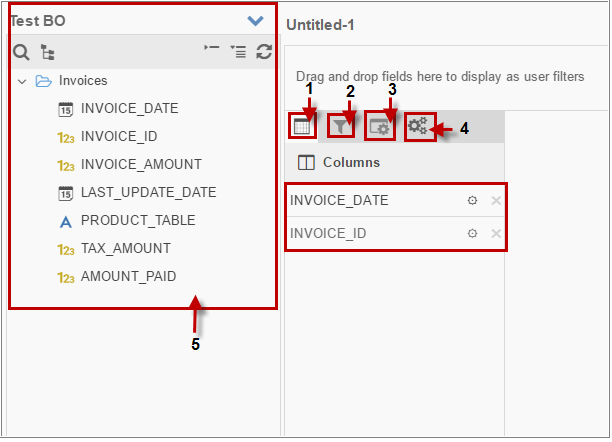 Test BO
Untitled-1
Invoices
INVOICE_DATE
INVOICE_ID
INVOICE_AMOUNT
LAST_UPDATE_DATE
PRODUCT_TABLE
TAX_AMOUNT
AMOUNT_PAID
5
Drag and drop fields here to display as user filters
1
2
3
4
Columns
INVOICE_DATE
INVOICE_ID
15
123
123
15
A
123
123